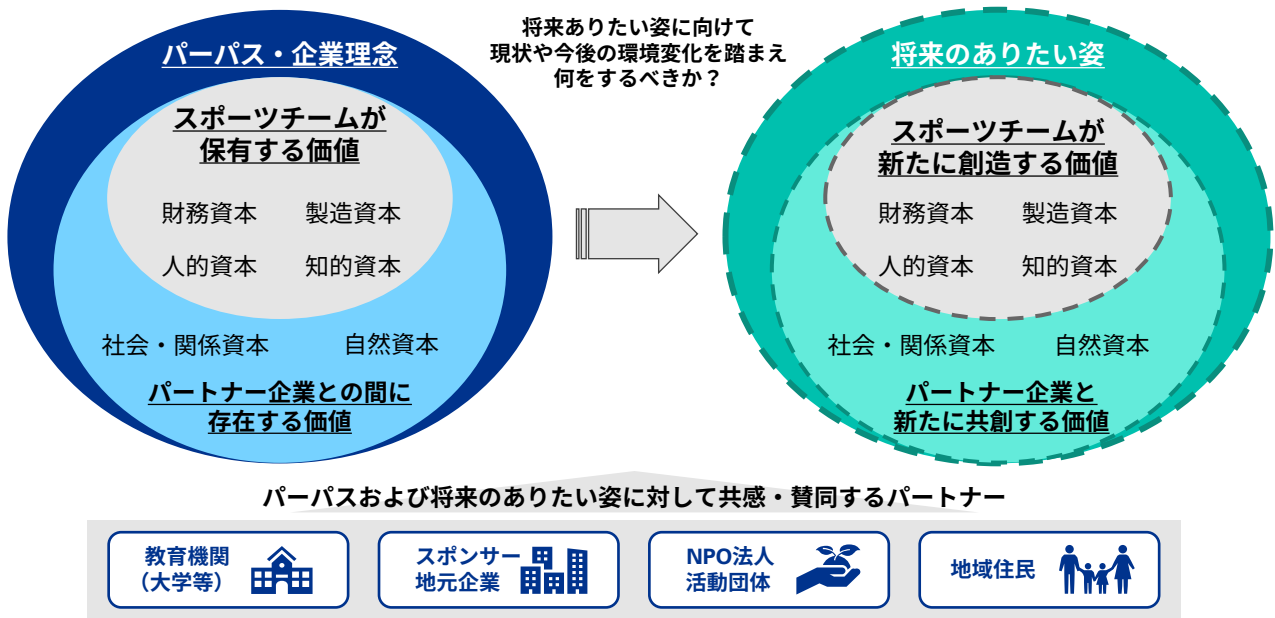 パーパス・企業理念
スポーツチームが
保有する価値
財務資本 製造資本
人的資本 知的資本
社会・関係資本 自然資本
パートナー企業との間に
存在する価値
将来ありたい姿に向けて
現状や今後の環境変化を踏まえ
何をするべきか？
将来のありたい姿
スポーツチームが
新たに創造する価値
財務資本 製造資本
人的資本 知的資本
社会・関係資本 自然資本
パートナー企業と
新たに共創する価値
パーパスおよび将来のありたい姿に対して共感・賛同するパートナー
教育機関
（大学等）
スポンサー
地元企業
NPO法人
活動団体
地域住民